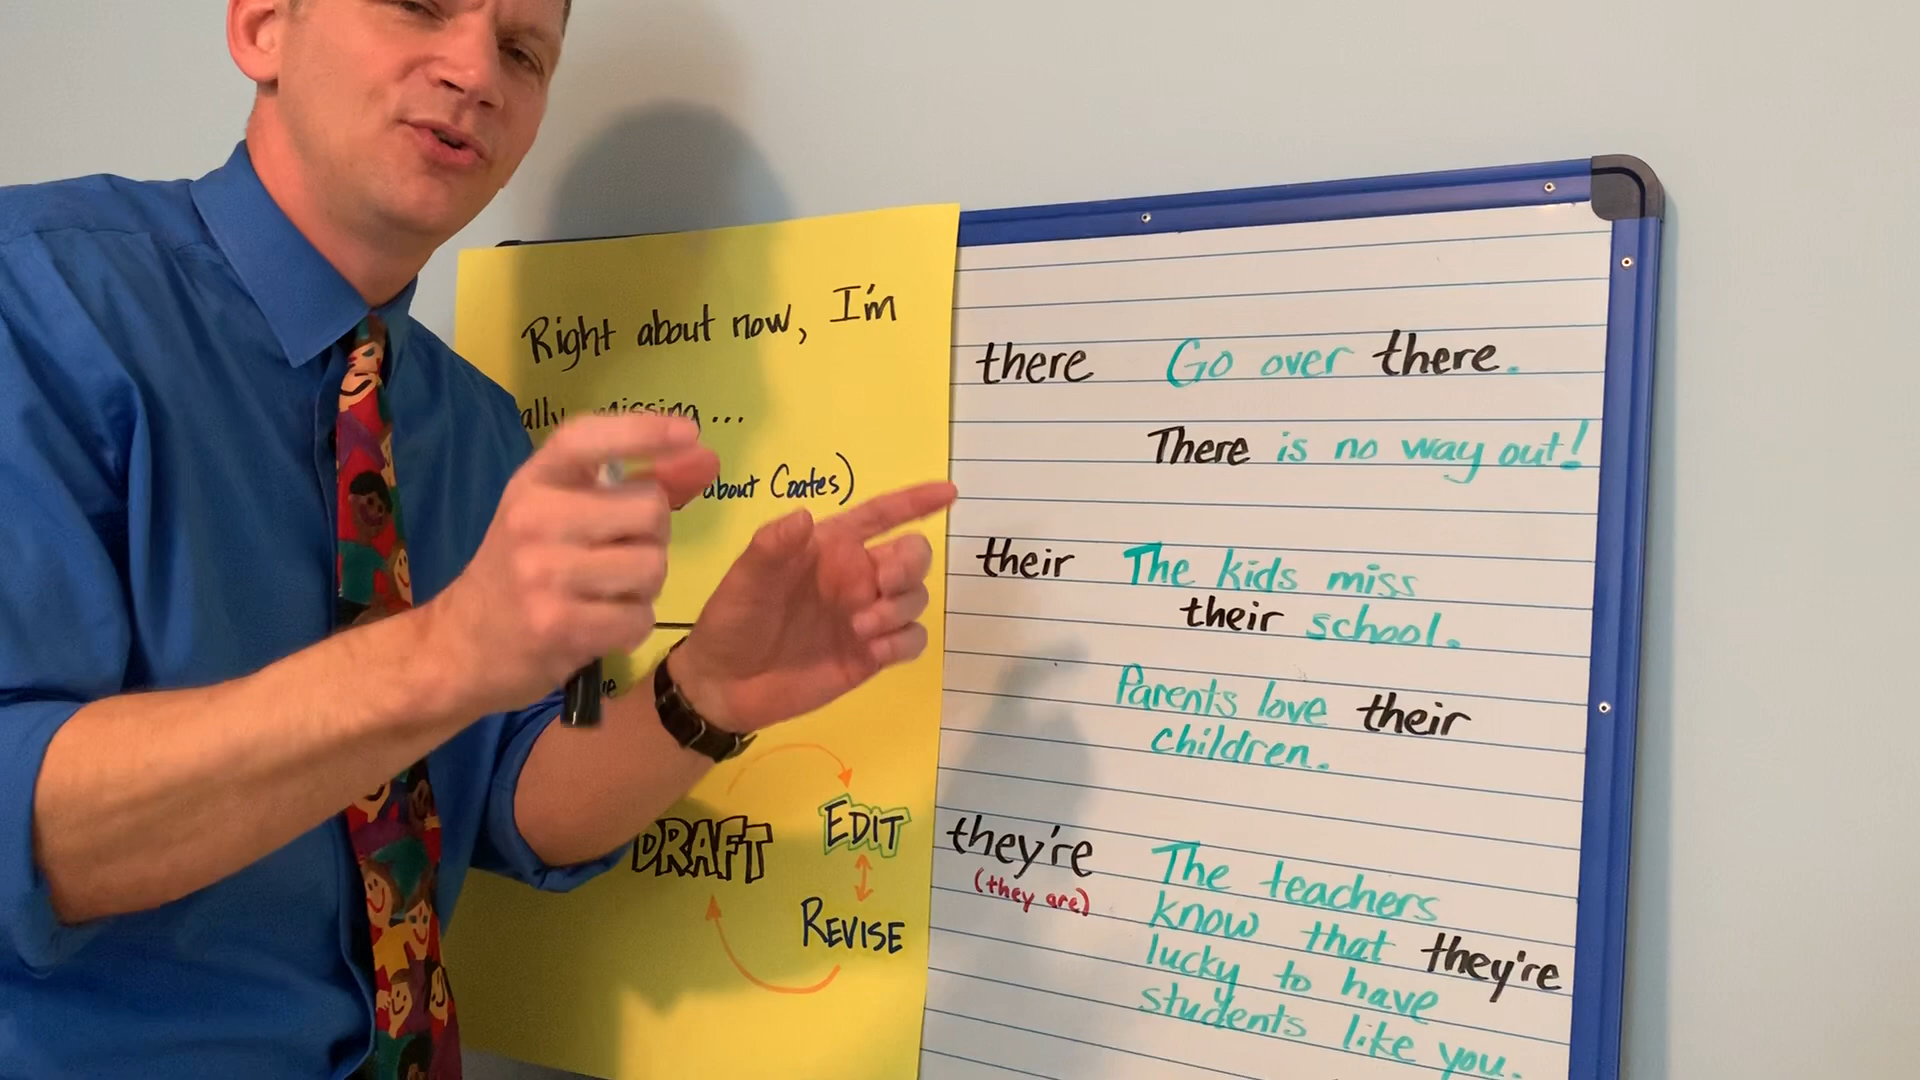 Right about now, I'm
ally missing...
about Coates)
DRAFT
EDIT
REVISE
there Go over there.
There is no way out!
their The kids miss
their school.
Parents love their
children.
they're The teachers
(they are) know that they're
lucky to have
students like you.